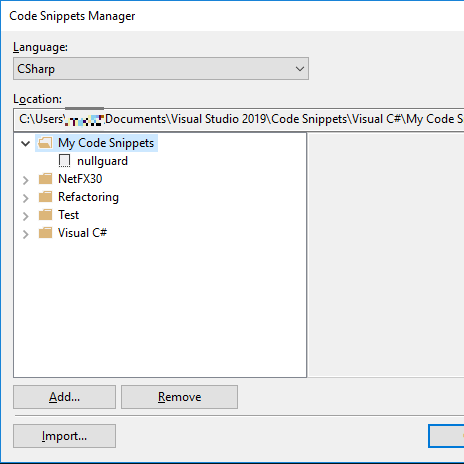 Code Snippets Manager
Language:
CSharp
Location:
C:\Users\ Documents\Visual Studio 2019\Code Snippets\Visual C#\My Code S
My Code Snippets
nullguard
NetFX30
Refactoring
Test
Visual C#
Add...
Remove
Import...